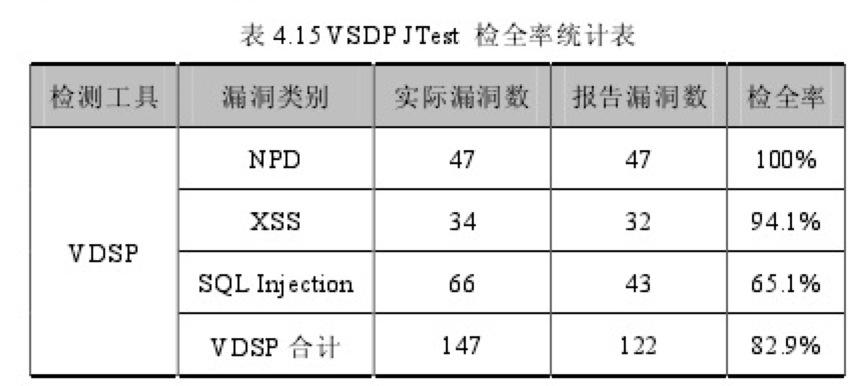 表 4.15 VSDP JTest 检全率统计表
检测工具 漏洞类别 实际漏洞数 报告漏洞数 检全率
NPD 47 47 100%
XSS 34 32 94.1%
VDSP
SQL Injection 66 43 65.1%
VDSP 合计 147 122 82.9%